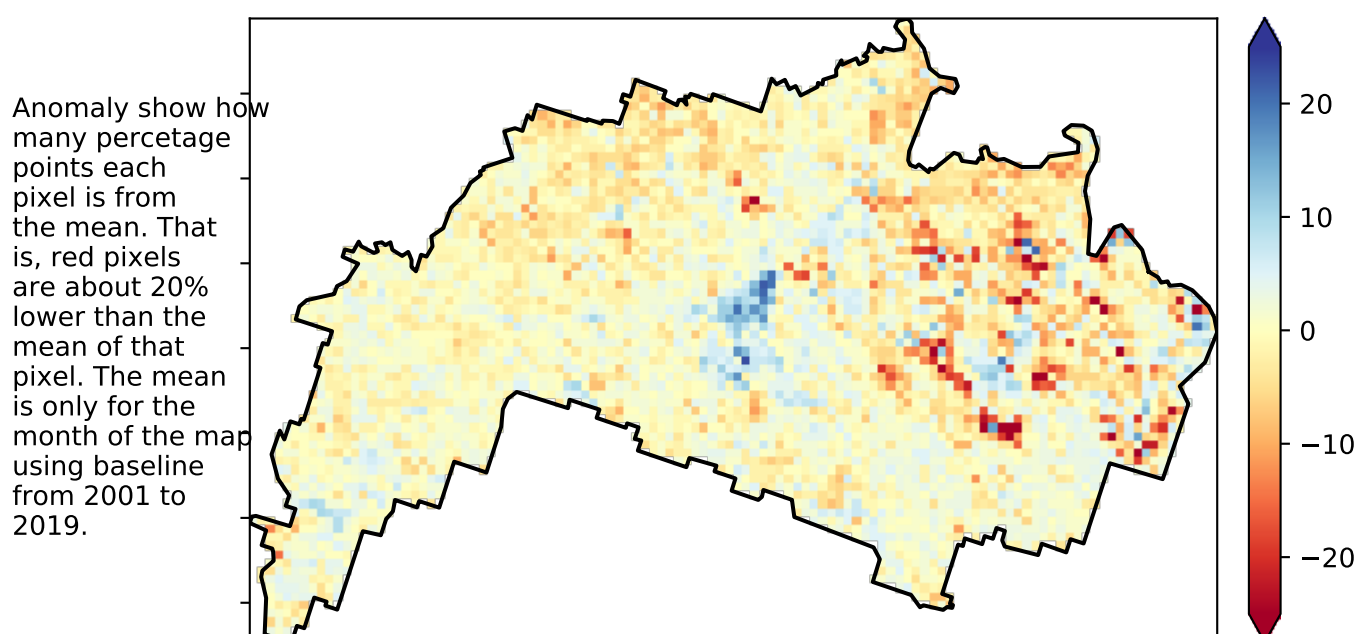 Anomaly show how
many percetage
points each
pixel is from
the mean. That
is, red pixels
are about 20%
lower than the
mean of that
pixel. The mean
is only for the
month of the map
using baseline
from 2001 to
2019.
20
10
0
−10
−20